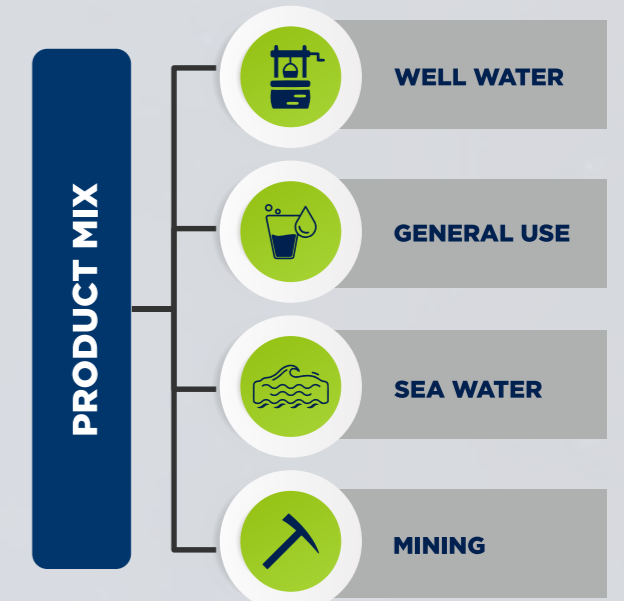 PRODUCT MIX
WELL WATER
GENERAL USE
SEA WATER
MINING